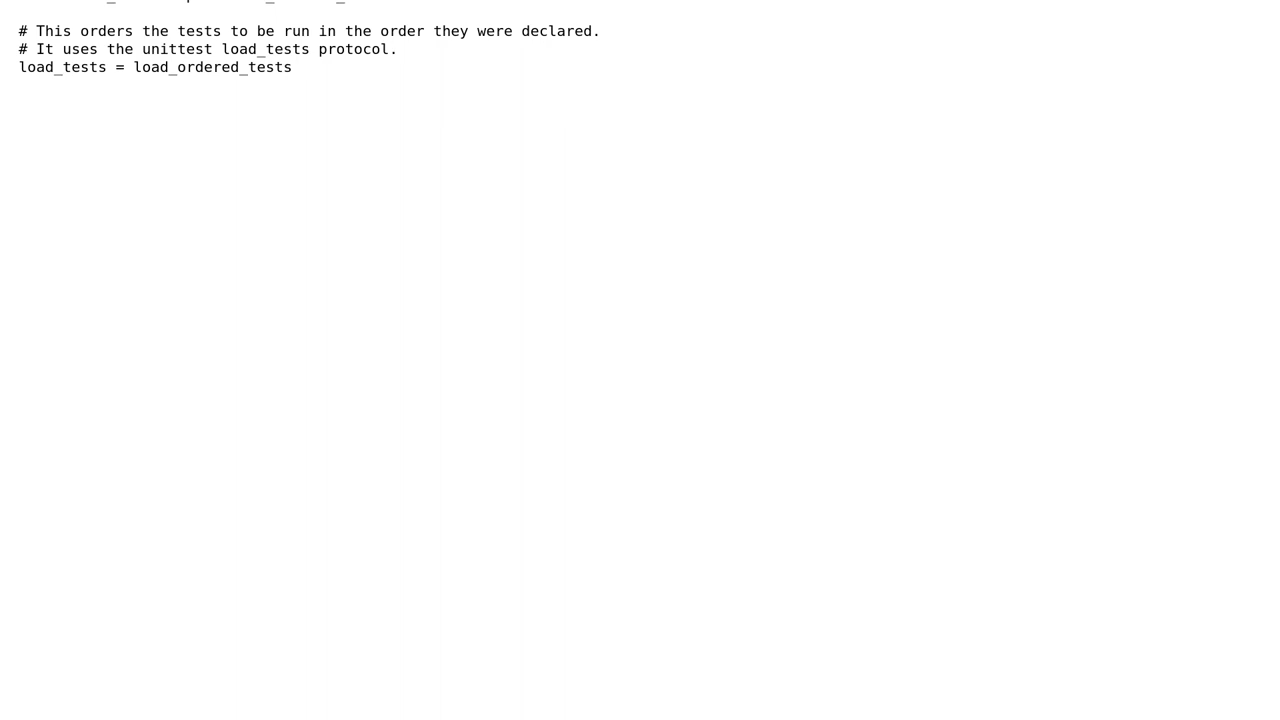 # This orders the tests to be run in the order they were declared.
# It uses the unittest load_tests protocol.
load_tests = load_ordered_tests